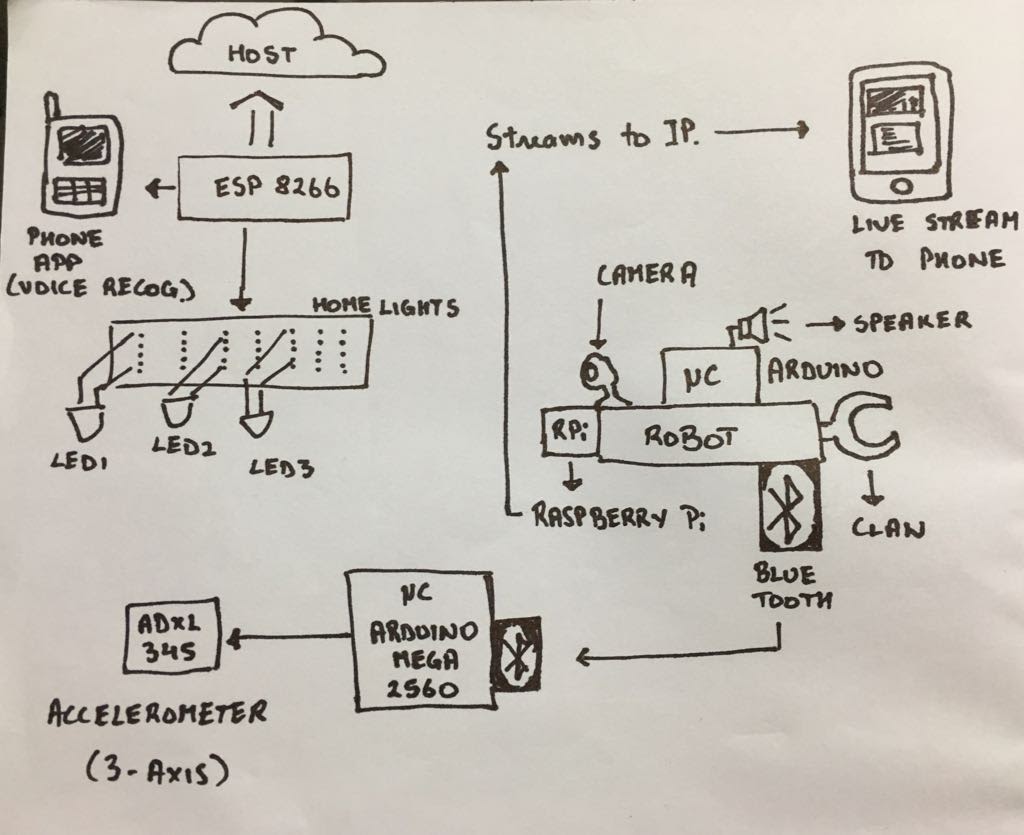 HOST
ESP 8266
PHONE
APP
(VOICE RECOG.)
HOME LIGHTS
LED1
LED2
LED3
Streams to IP.
LIVE STREAM
TO PHONE
CAMERA
SPEAKER
µC
ARDUINO
RPi
ROBOT
RASPBERRY Pi
CLAN
BLUE
TOOTH
µC
ARDUINO
MEGA
2560
ADXL
345
ACCELEROMETER
(3-AXIS)